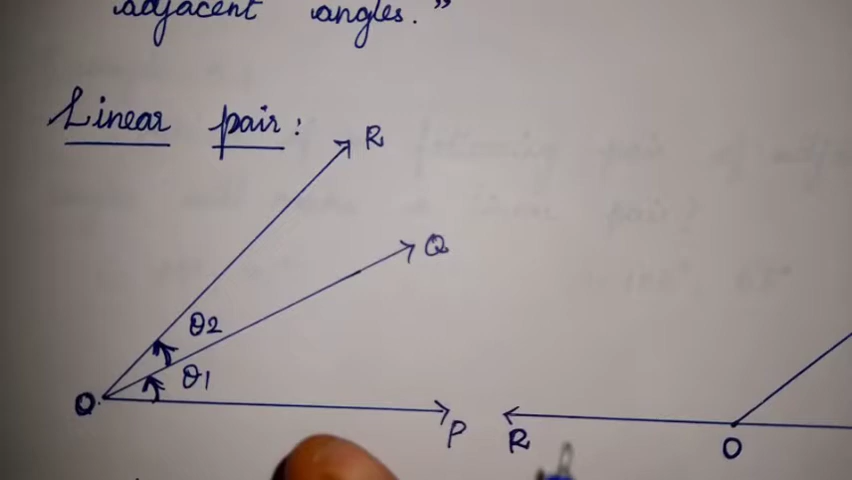 adjacent angles."
Linear pair:
R
Q
θ2
θ1
O
P
R
O